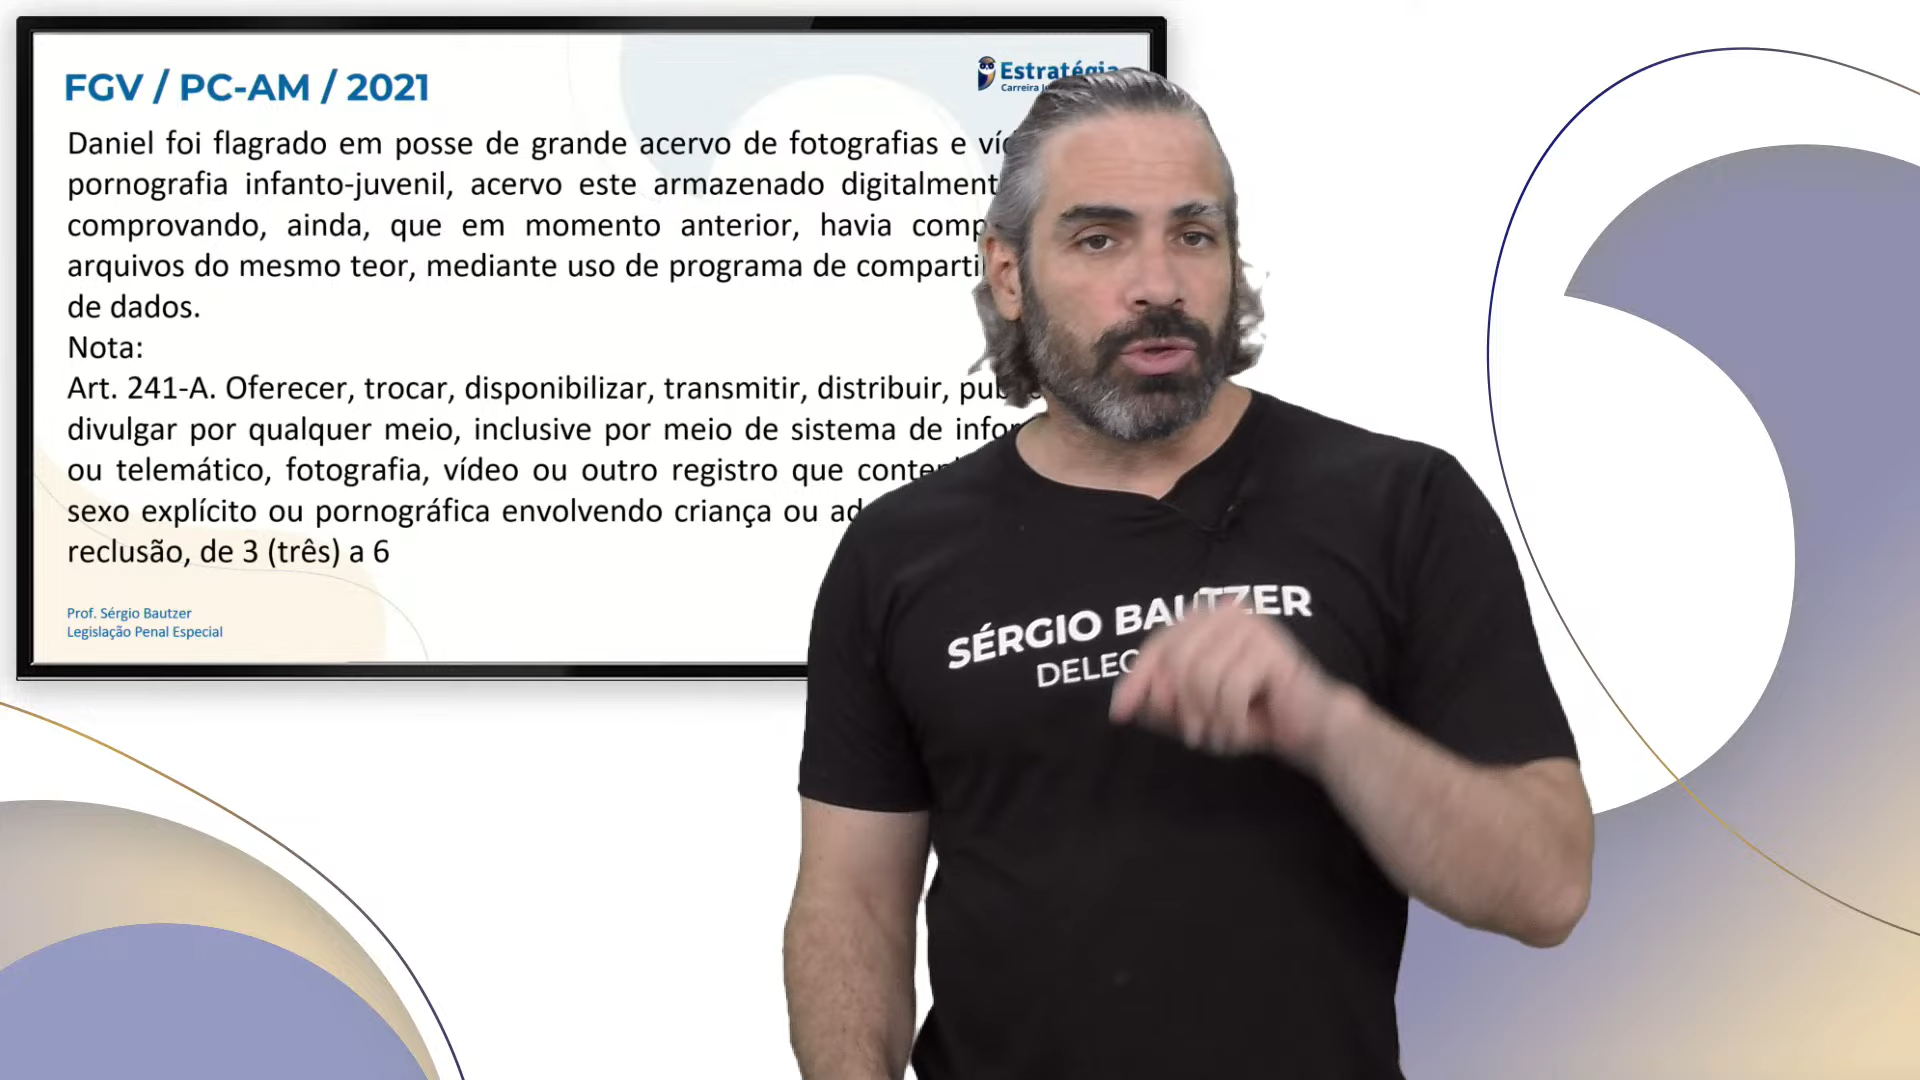 FGV / PC-AM / 2021
Estratégia
Carreira
Daniel foi flagrado em posse de grande acervo de fotografias e
pornografia infanto-juvenil, acervo este armazenado
comprovando, ainda, que em momento anterior, havia
arquivos do mesmo teor, mediante uso de programa de
de dados.
Nota:
Art. 241-A. Oferecer, trocar, disponibilizar, transmitir, distribuir,
divulgar por qualquer meio, inclusive por meio de sistema de
ou telemático, fotografia, vídeo ou outro registro que
sexo explícito ou pornográfica envolvendo criança ou
reclusão, de 3 (três) a 6
Prof. Sérgio Bautzer
Legislação Penal Especial
SÉRGIO BAUTZER